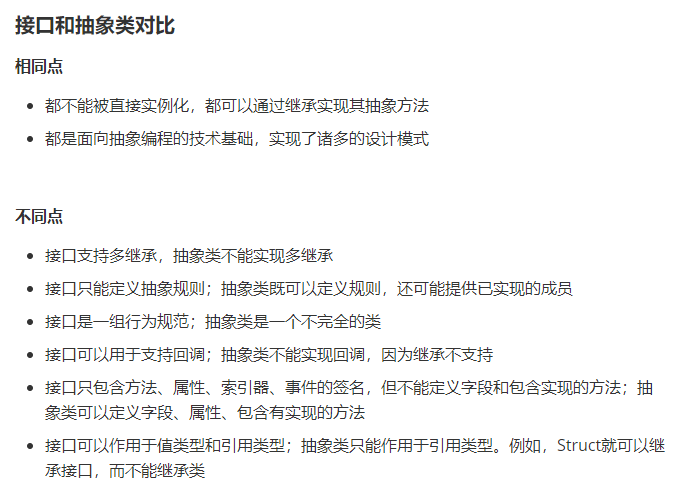 接口和抽象类对比
相同点
都不能被直接实例化，都可以通过继承实现其抽象方法
都是面向抽象编程的技术基础，实现了诸多的设计模式
不同点
接口支持多继承，抽象类不能实现多继承
接口只能定义抽象规则；抽象类既可以定义规则，还可能提供已实现的成员
接口是一组行为规范；抽象类是一个不完全的类
接口可以用于支持回调；抽象类不能实现回调，因为继承不支持
接口只包含方法、属性、索引器、事件的签名，但不能定义字段和包含实现的方法；抽
象类可以定义字段、属性、包含有实现的方法
接口可以作用于值类型和引用类型；抽象类只能作用于引用类型。例如，Struct就可以继
承接口，而不能继承类